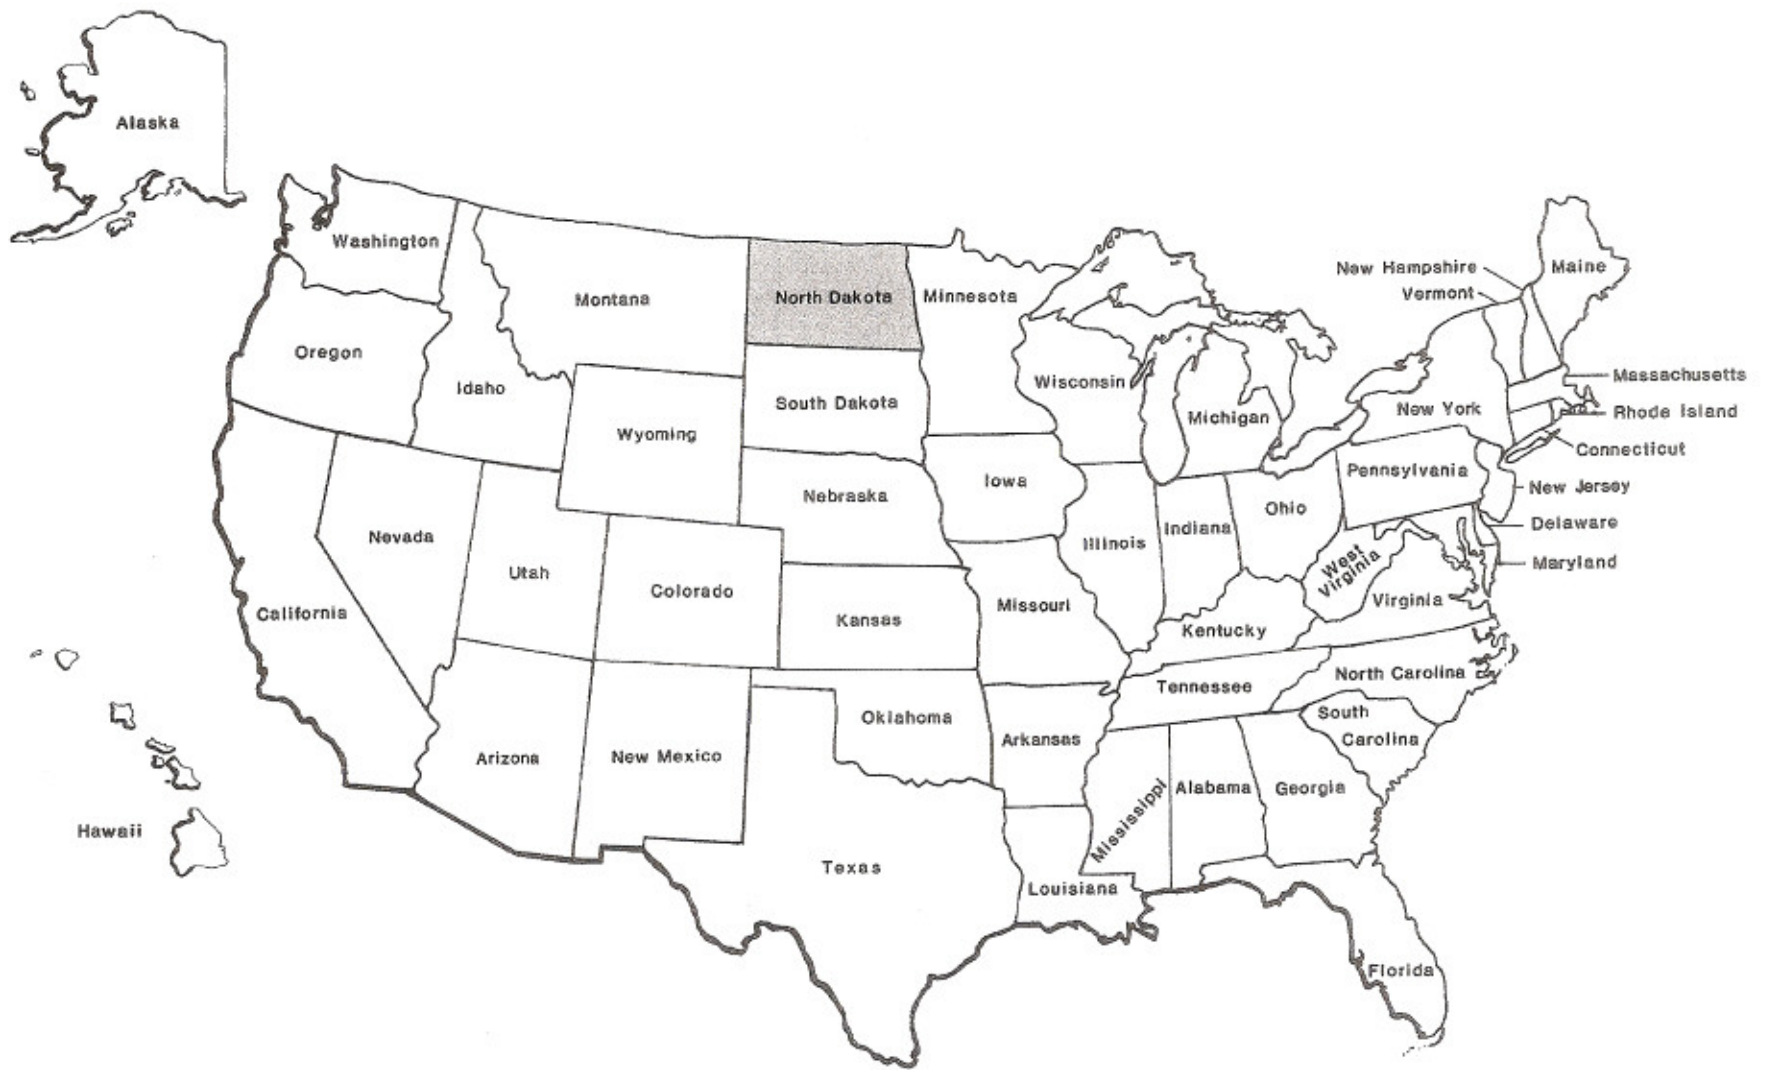 Alaska
Washington
Montana
North Dakota
Minnesota
New Hampshire
Maine
Vermont
Oregon
Idaho
Wyoming
South Dakota
Wisconsin
Michigan
New York
Massachusetts
Rhode Island
Connecticut
Pennsylvania
New Jersey
Delaware
Maryland
Iowa
Nebraska
Ohio
Nevada
Utah
Colorado
Illinois
Indiana
West
Virginia
Virginia
California
Kansas
Missouri
Kentucky
North Carolina
Tennessee
South
Carolina
Oklahoma
Arkansas
Arizona
New Mexico
Mississippi
Alabama
Georgia
Hawaii
Texas
Louisiana
Florida